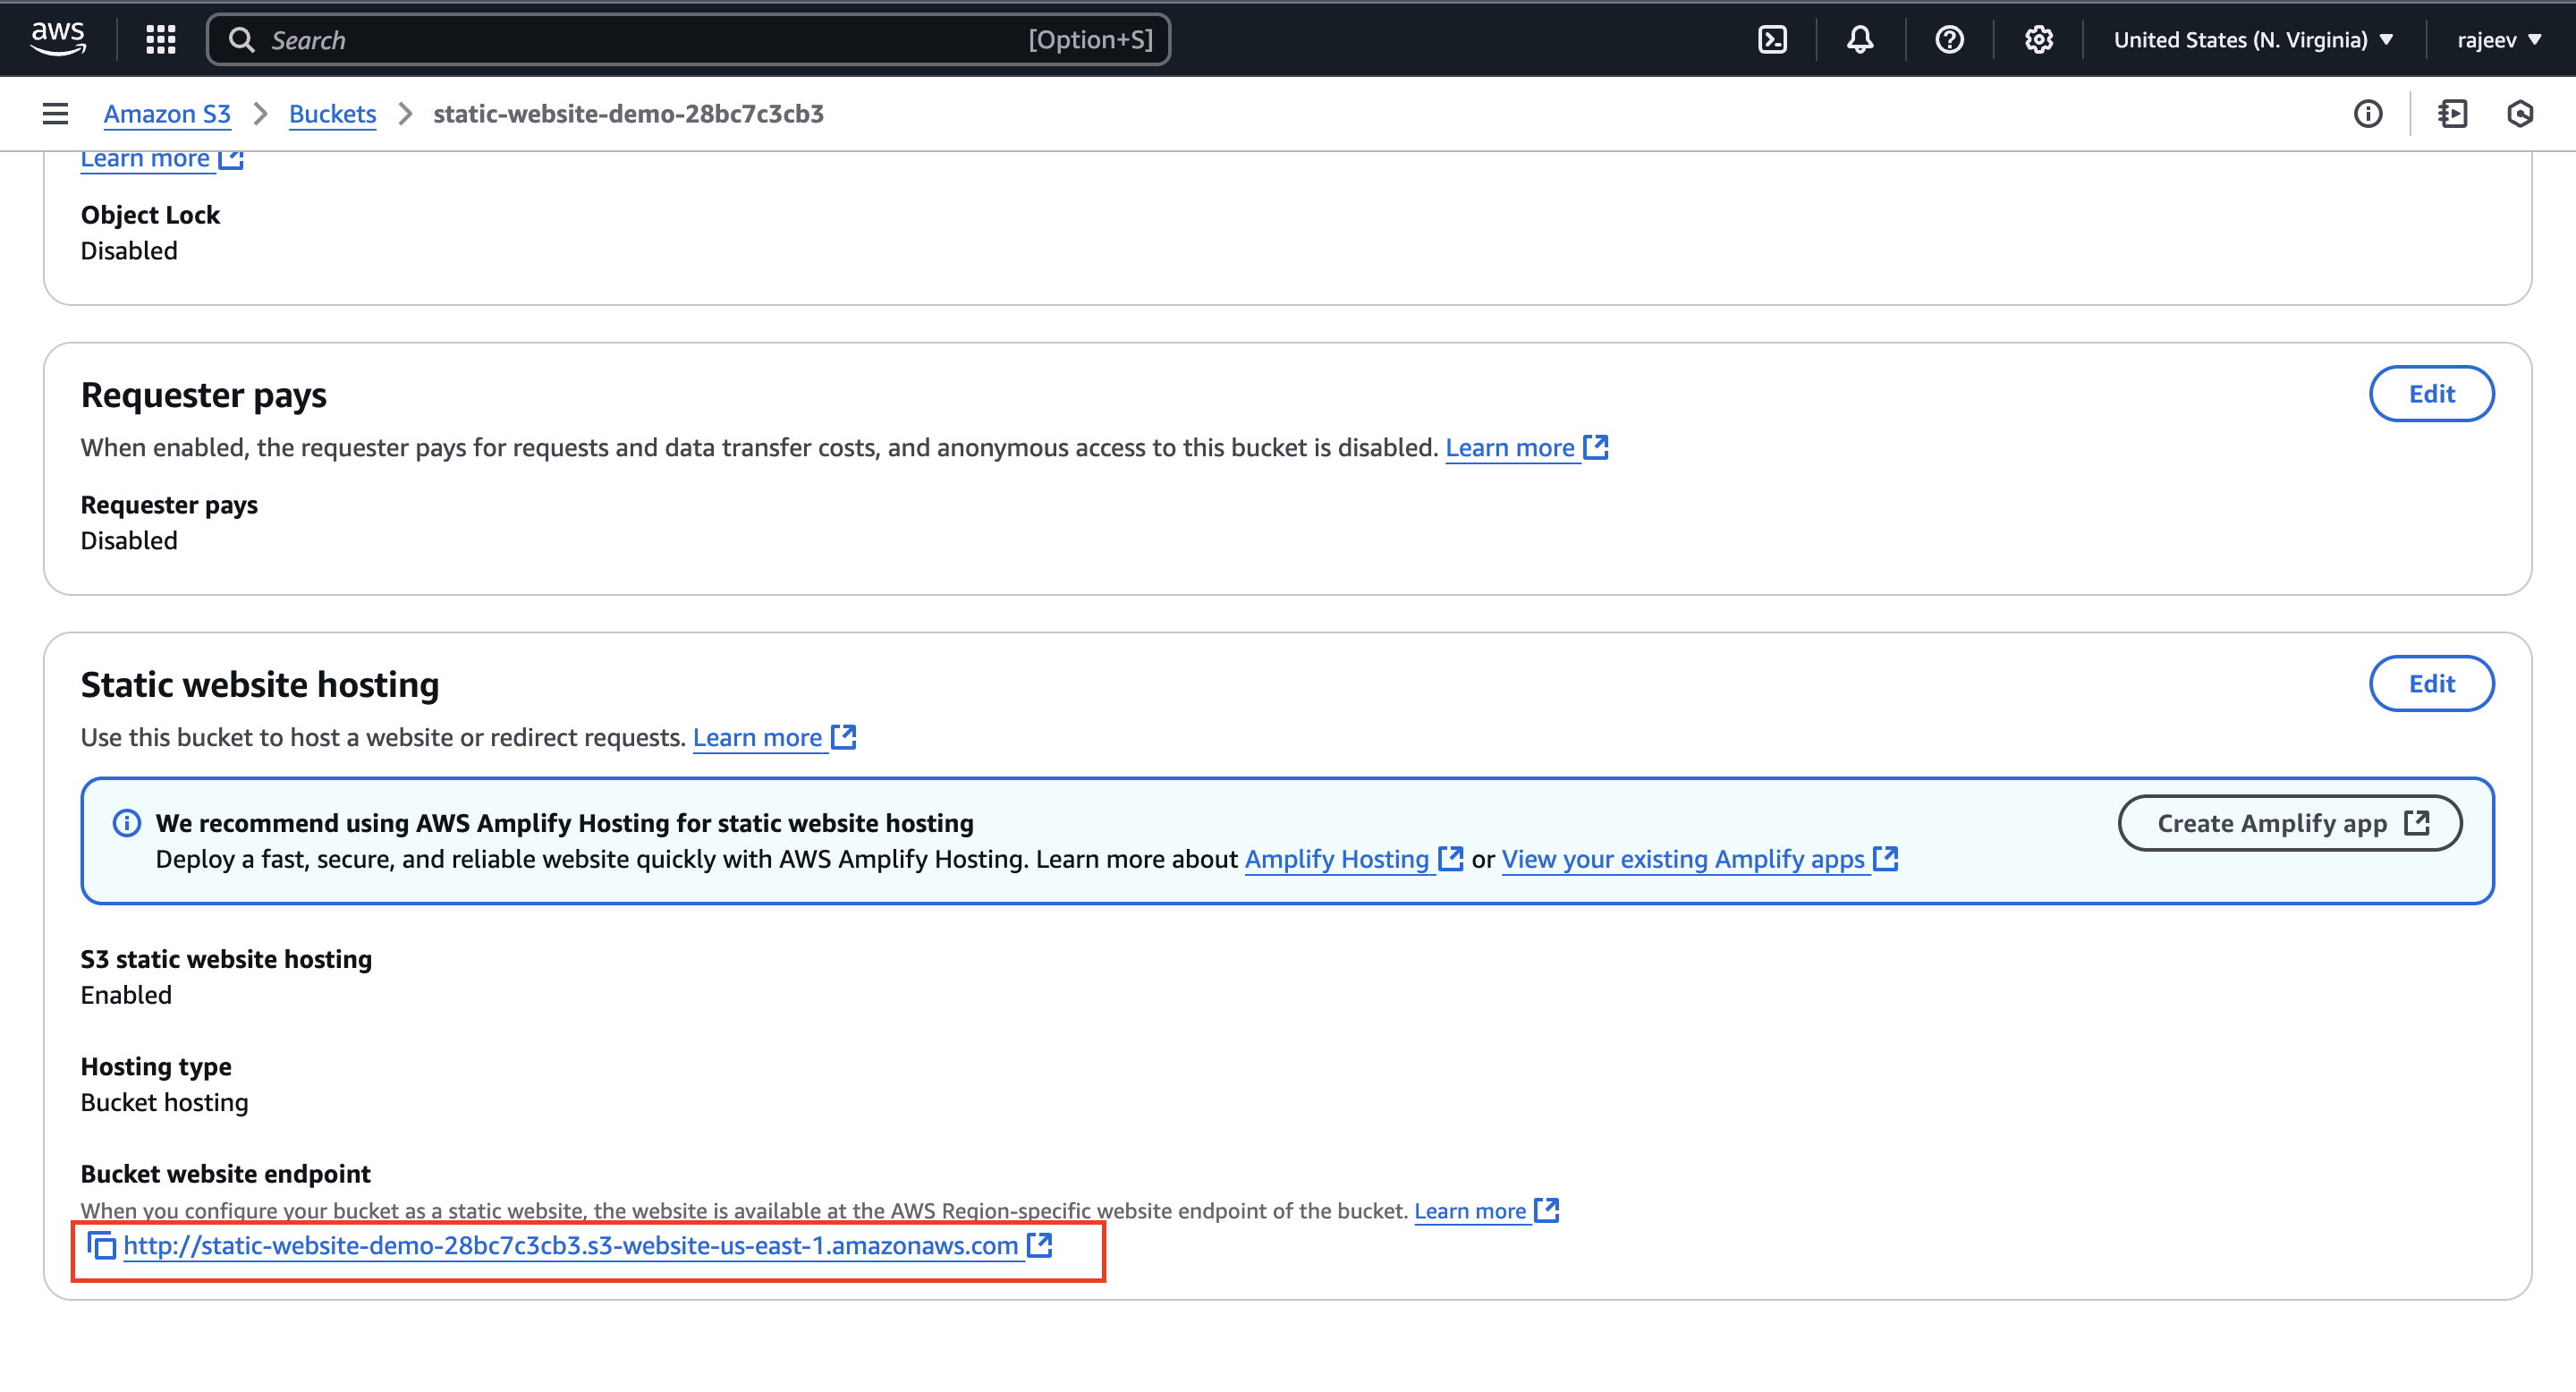 aws
Search [Option+S]
United States (N. Virginia)
rajeev
Amazon S3
Buckets
static-website-demo-28bc7c3cb3
Learn more
Object Lock
Disabled
Requester pays
Edit
When enabled, the requester pays for requests and data transfer costs, and anonymous access to this bucket is disabled. Learn more
Requester pays
Disabled
Static website hosting
Edit
Use this bucket to host a website or redirect requests. Learn more
We recommend using AWS Amplify Hosting for static website hosting
Create Amplify app
Deploy a fast, secure, and reliable website quickly with AWS Amplify Hosting. Learn more about Amplify Hosting or View your existing Amplify apps
S3 static website hosting
Enabled
Hosting type
Bucket hosting
Bucket website endpoint
When you configure your bucket as a static website, the website is available at the AWS Region-specific website endpoint of the bucket. Learn more
http://static-website-demo-28bc7c3cb3.s3-website-us-east-1.amazonaws.com